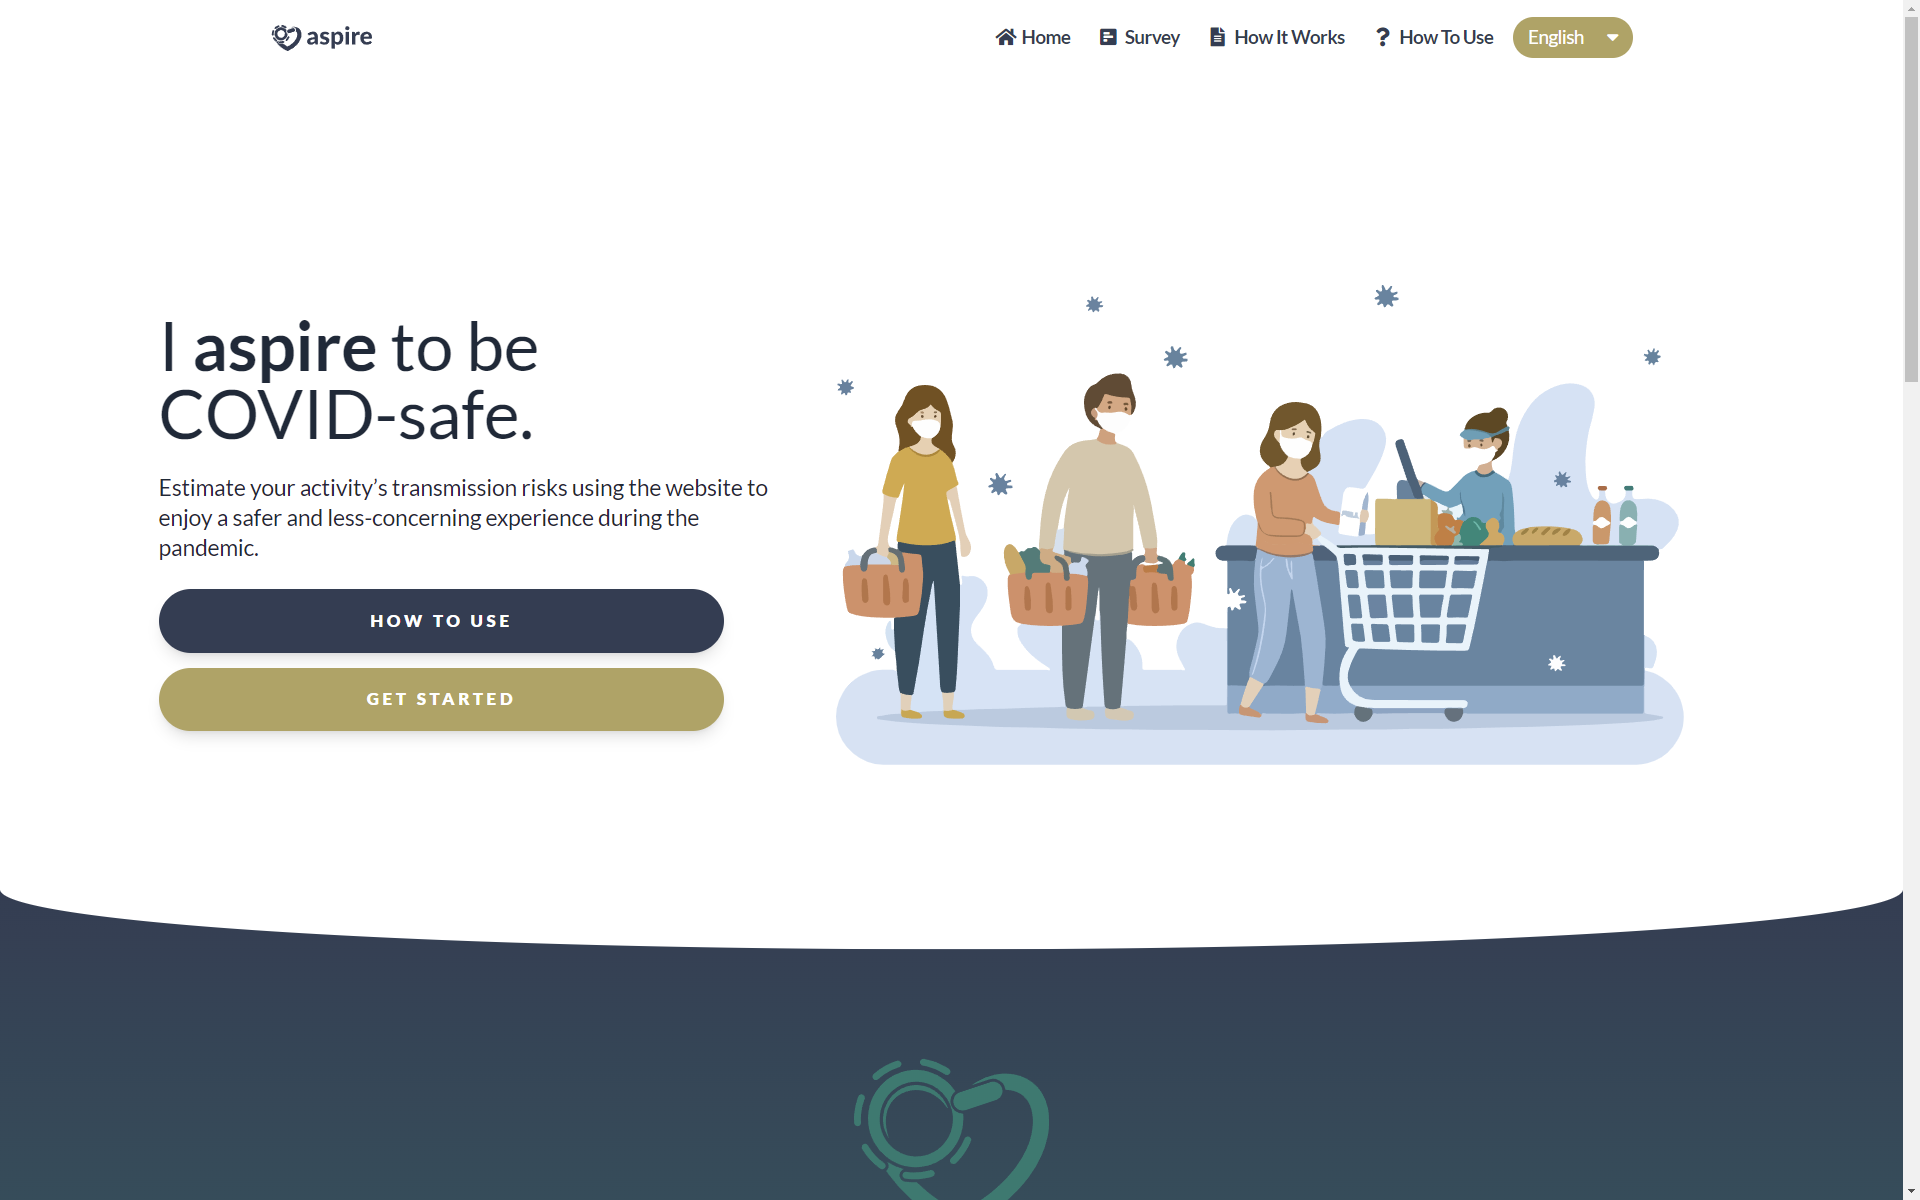 aspire
Home
Survey
How It Works
How To Use
English
I aspire to be
COVID-safe.
Estimate your activity’s transmission risks using the website to
enjoy a safer and less-concerning experience during the
pandemic.
HOW TO USE
GET STARTED